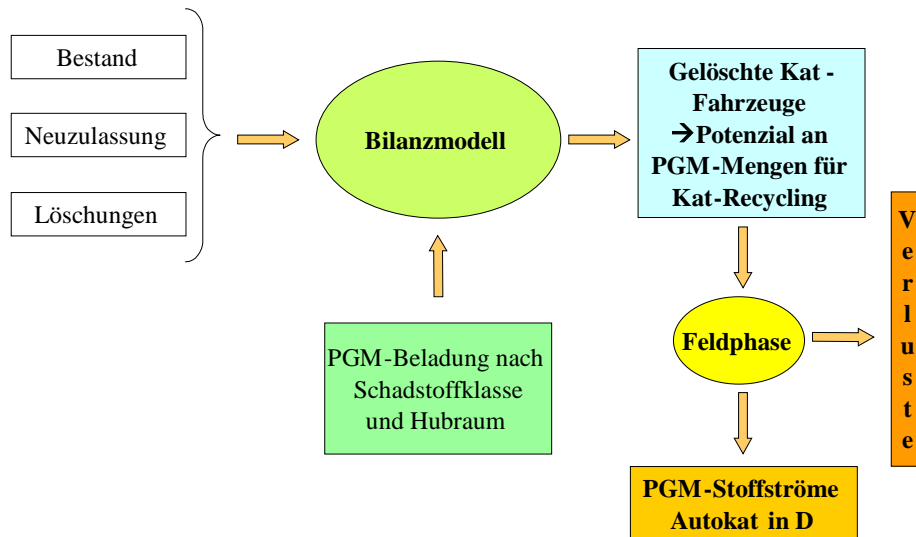 Bestand
Neuzulassung
Löschungen
Bilanzmodell
Gelöschte Kat -
Fahrzeuge
→Potenzial an
PGM-Mengen für
Kat-Recycling
PGM-Beladung nach
Schadstoffklasse
und Hubraum
Feldphase
V
e
r
l
u
s
t
e
PGM-Stoffströme
Autokat in D